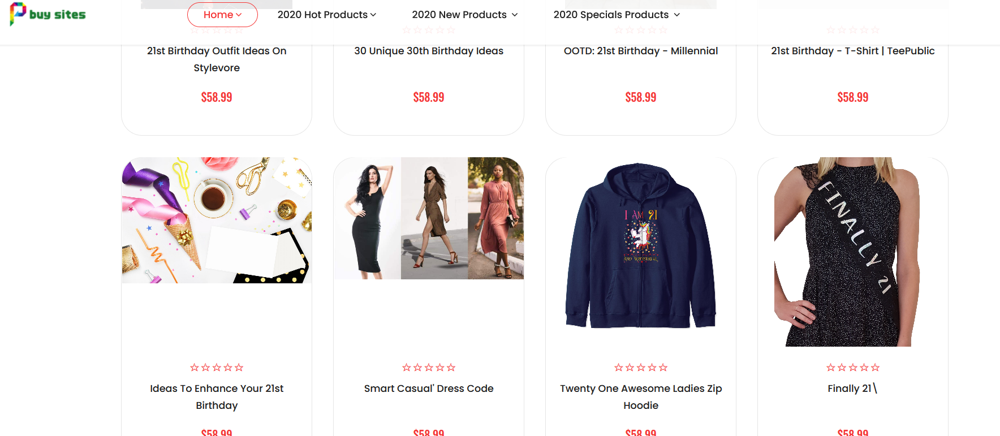 buy sites
Home
2020 Hot Products
2020 New Products
2020 Specials Products
21st Birthday Outfit Ideas On
Stylevore
$58.99
30 Unique 30th Birthday Ideas
$58.99
OOTD: 21st Birthday - Millennial
$58.99
21st Birthday - T-Shirt | TeePublic
$58.99
I AM 21
AND WONDERFUL
FINALLY 21
Ideas To Enhance Your 21st
Birthday
$58.99
Smart Casual' Dress Code
$58.99
Twenty One Awesome Ladies Zip
Hoodie
$58.99
Finally 21\
$58.99